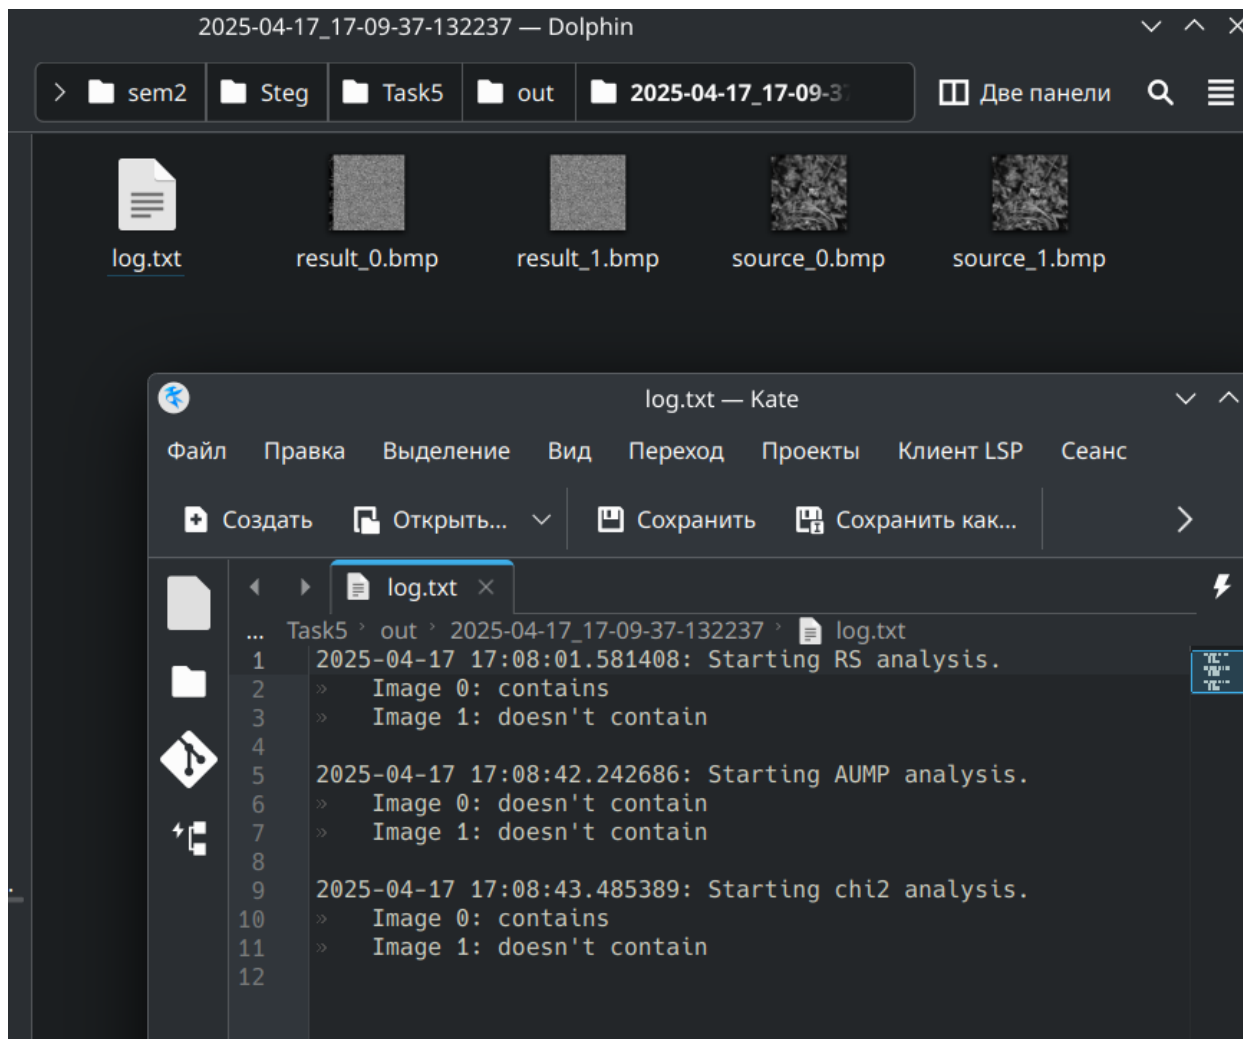 2025-04-17_17-09-37-132237 — Dolphin
sem2 Steg Task5 out 2025-04-17_17-09-37 Две панели
log.txt result_0.bmp result_1.bmp source_0.bmp source_1.bmp
log.txt — Kate
Файл Правка Выделение Вид Переход Проекты Клиент LSP Сеанс
Создать Открыть... Сохранить Сохранить как...
log.txt
... Task5 out 2025-04-17_17-09-37-132237 log.txt
1 2025-04-17 17:08:01.581408: Starting RS analysis.
2 » Image 0: contains
3 » Image 1: doesn't contain
4
5 2025-04-17 17:08:42.242686: Starting AUMP analysis.
6 » Image 0: doesn't contain
7 » Image 1: doesn't contain
8
9 2025-04-17 17:08:43.485389: Starting chi2 analysis.
10 » Image 0: contains
11 » Image 1: doesn't contain
12